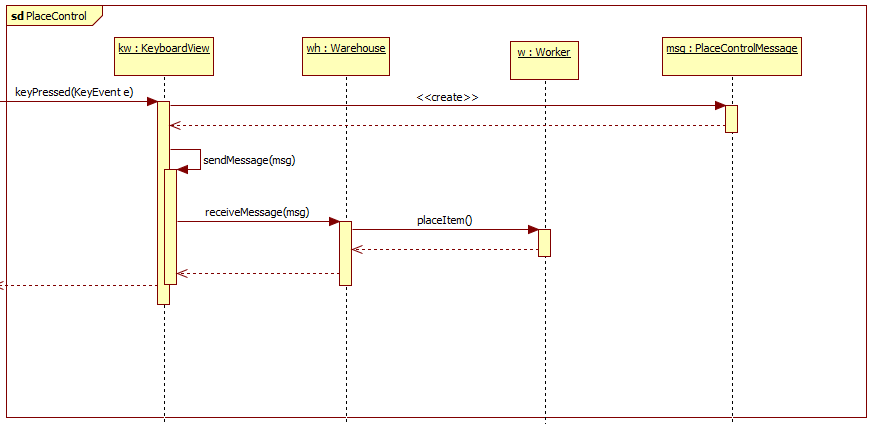 sd PlaceControl
kw : KeyboardView
wh : Warehouse
w : Worker
msg : PlaceControlMessage
keyPressed(KeyEvent e)
<<create>>
sendMessage(msg)
receiveMessage(msg)
placeItem()